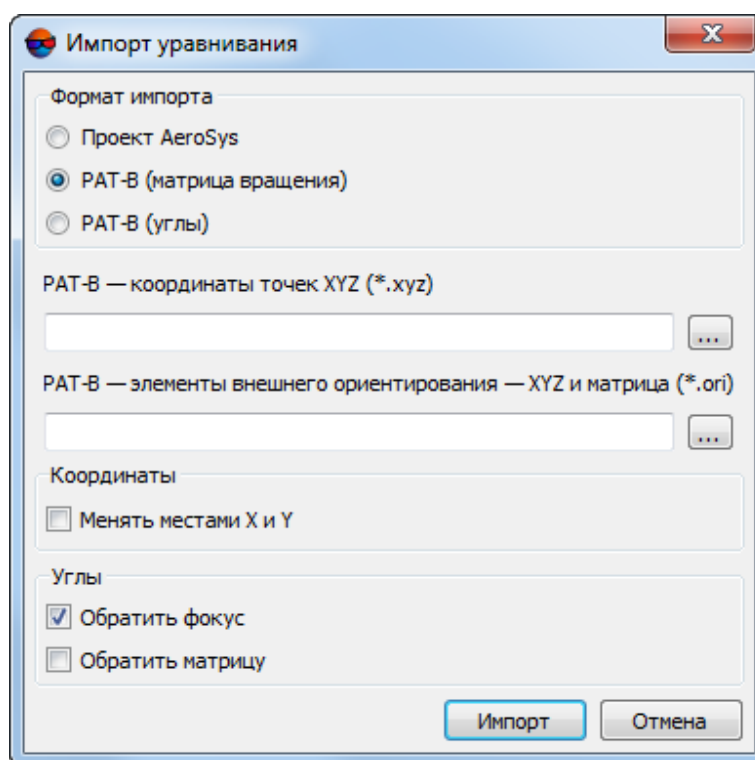 Импорт уравнивания
Формат импорта
Проект AeroSys
PAT-B (матрица вращения)
PAT-B (углы)
PAT-B — координаты точек XYZ (*.xyz)
...
PAT-B — элементы внешнего ориентирования — XYZ и матрица (*.ori)
...
Координаты
Менять местами X и Y
Углы
Обратить фокус
Обратить матрицу
Импорт Отмена